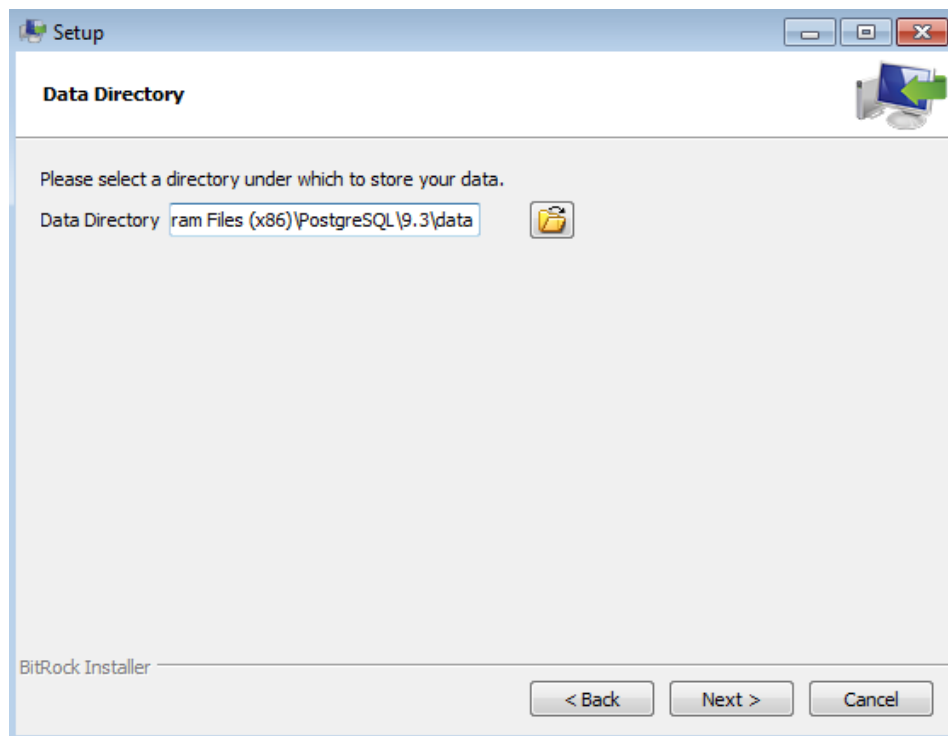 Setup
Data Directory
Please select a directory under which to store your data.
Data Directory ram Files (x86)\PostgreSQL\9.3\data
BitRock Installer
< Back Next > Cancel